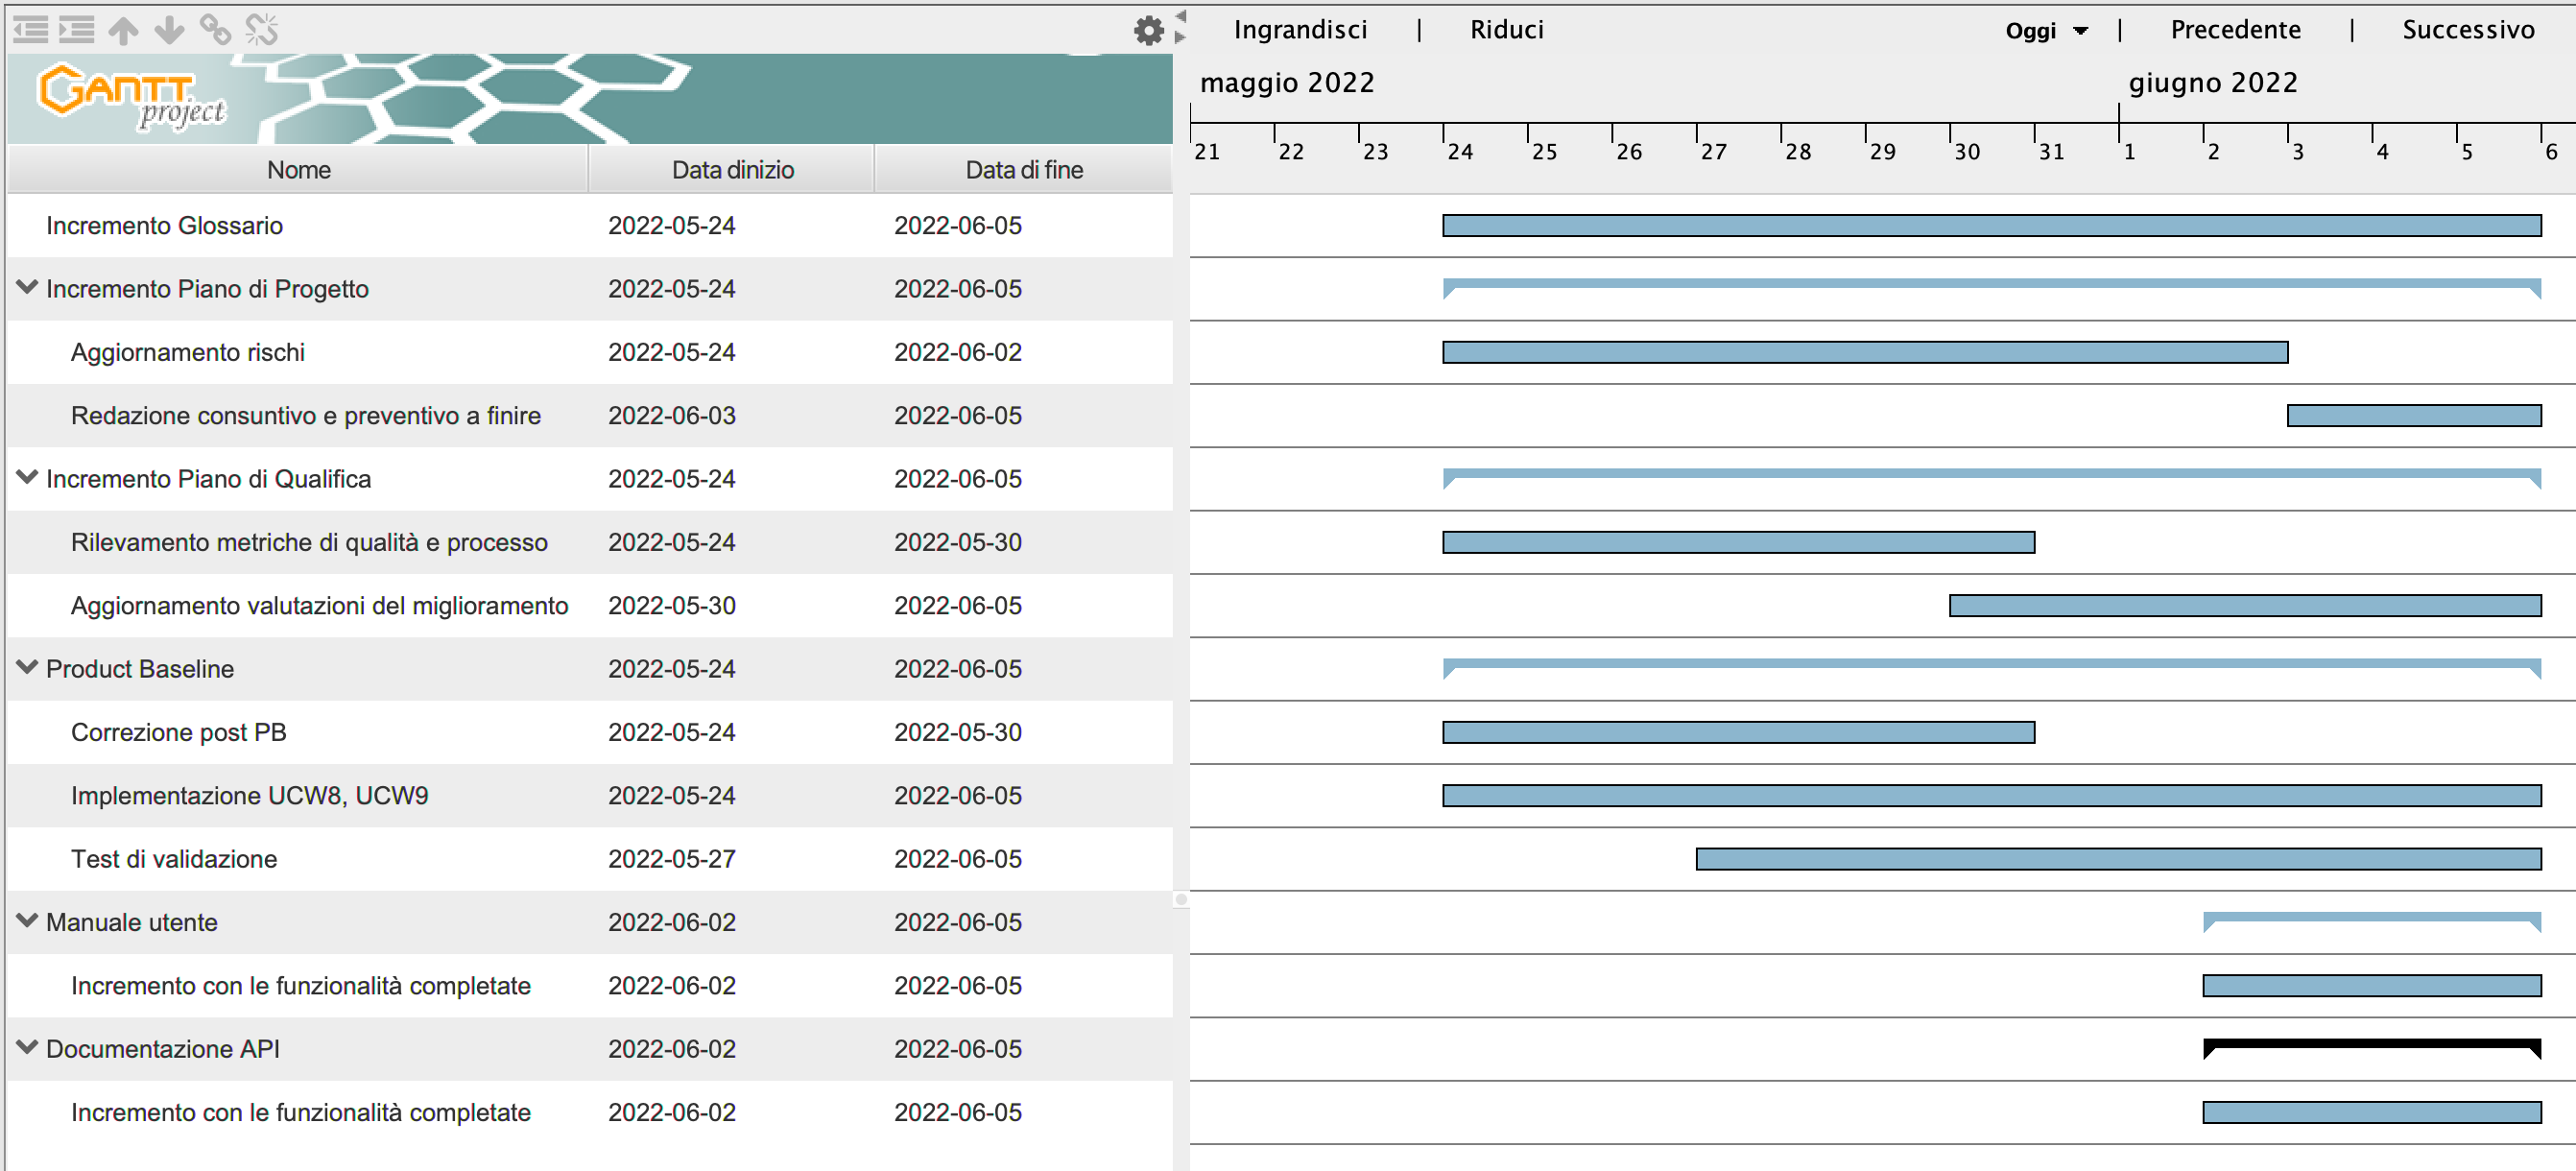 Ingrandisci | Riduci Oggi | Precedente | Successivo
GANTT project
maggio 2022 giugno 2022
21 22 23 24 25 26 27 28 29 30 31 1 2 3 4 5 6
Nome Data dinizio Data di fine
Incremento Glossario 2022-05-24 2022-06-05
Incremento Piano di Progetto 2022-05-24 2022-06-05
Aggiornamento rischi 2022-05-24 2022-06-02
Redazione consuntivo e preventivo a finire 2022-06-03 2022-06-05
Incremento Piano di Qualifica 2022-05-24 2022-06-05
Rilevamento metriche di qualità e processo 2022-05-24 2022-05-30
Aggiornamento valutazioni del miglioramento 2022-05-30 2022-06-05
Product Baseline 2022-05-24 2022-06-05
Correzione post PB 2022-05-24 2022-05-30
Implementazione UCW8, UCW9 2022-05-24 2022-06-05
Test di validazione 2022-05-27 2022-06-05
Manuale utente 2022-06-02 2022-06-05
Incremento con le funzionalità completate 2022-06-02 2022-06-05
Documentazione API 2022-06-02 2022-06-05
Incremento con le funzionalità completate 2022-06-02 2022-06-05